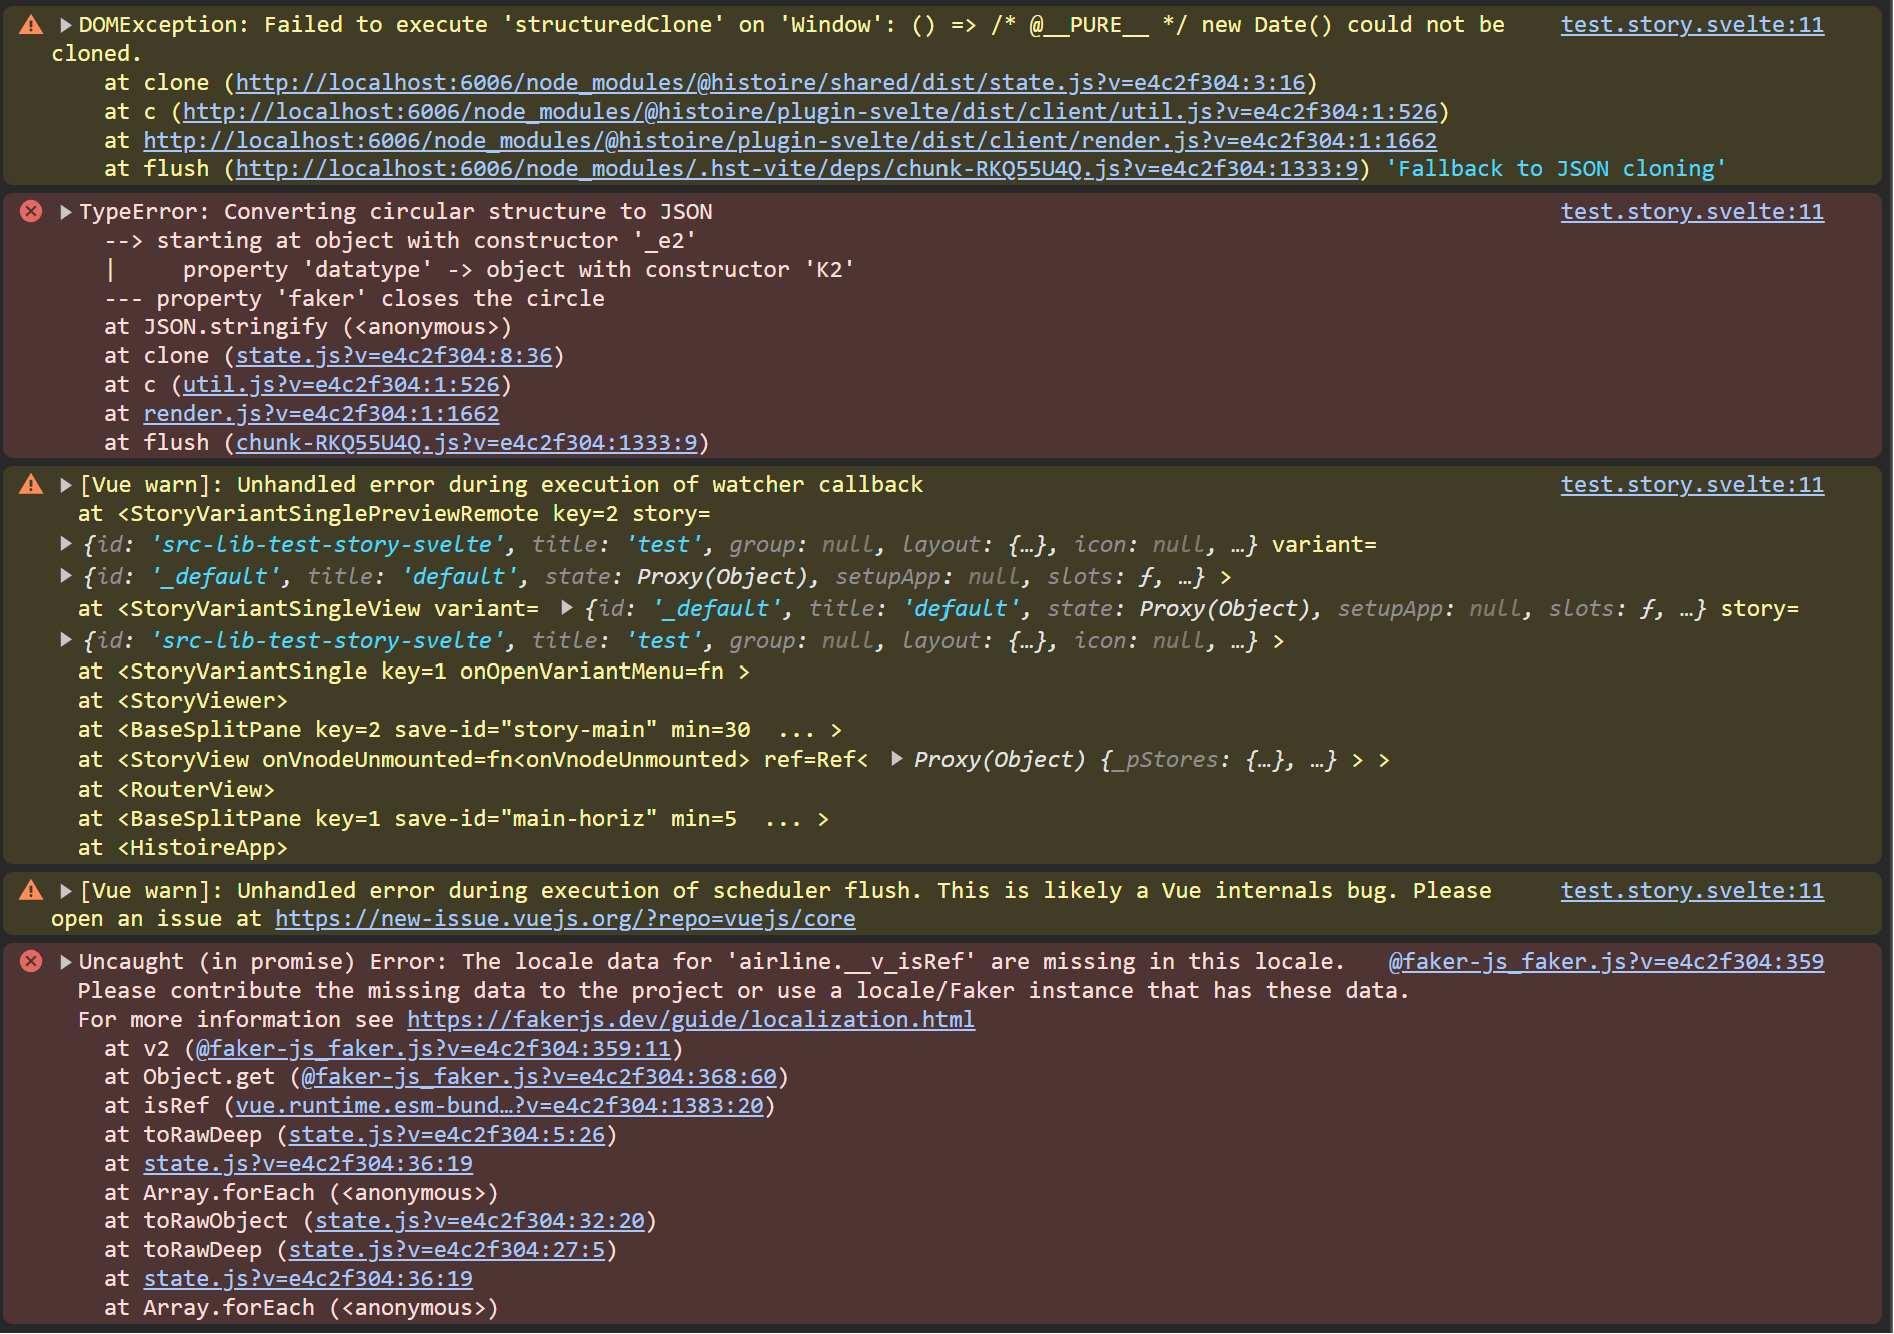 DOMException: Failed to execute 'structuredClone' on 'Window': () => /* @__PURE__ */ new Date() could not be test.story.svelte:11
cloned.
at clone (http://localhost:6006/node_modules/@histoire/shared/dist/state.js?v=e4c2f304:3:16)
at c (http://localhost:6006/node_modules/@histoire/plugin-svelte/dist/client/util.js?v=e4c2f304:1:526)
at http://localhost:6006/node_modules/@histoire/plugin-svelte/dist/client/render.js?v=e4c2f304:1:1662
at flush (http://localhost:6006/node_modules/.hst-vite/deps/chunk-RKQ55U4Q.js?v=e4c2f304:1333:9) 'Fallback to JSON cloning'
TypeError: Converting circular structure to JSON test.story.svelte:11
--> starting at object with constructor '_e2'
|     property 'datatype' -> object with constructor 'K2'
--- property 'faker' closes the circle
at JSON.stringify (<anonymous>)
at clone (state.js?v=e4c2f304:8:36)
at c (util.js?v=e4c2f304:1:526)
at render.js?v=e4c2f304:1:1662
at flush (chunk-RKQ55U4Q.js?v=e4c2f304:1333:9)
[Vue warn]: Unhandled error during execution of watcher callback test.story.svelte:11
at <StoryVariantSinglePreviewRemote key=2 story=
{id: 'src-lib-test-story-svelte', title: 'test', group: null, layout: {…}, icon: null, …} variant=
{id: '_default', title: 'default', state: Proxy(Object), setupApp: null, slots: ƒ, …} >
at <StoryVariantSingleView variant= {id: '_default', title: 'default', state: Proxy(Object), setupApp: null, slots: ƒ, …} story=
{id: 'src-lib-test-story-svelte', title: 'test', group: null, layout: {…}, icon: null, …} >
at <StoryVariantSingle key=1 onOpenVariantMenu=fn >
at <StoryViewer>
at <BaseSplitPane key=2 save-id="story-main" min=30  ... >
at <StoryView onVnodeUnmounted=fn<onVnodeUnmounted> ref=Ref< Proxy(Object) {_pStores: {…}, …} > >
at <RouterView>
at <BaseSplitPane key=1 save-id="main-horiz" min=5  ... >
at <HistoireApp>
[Vue warn]: Unhandled error during execution of scheduler flush. This is likely a Vue internals bug. Please test.story.svelte:11
open an issue at https://new-issue.vuejs.org/?repo=vuejs/core
Uncaught (in promise) Error: The locale data for 'airline.__v_isRef' are missing in this locale. @faker-js_faker.js?v=e4c2f304:359
Please contribute the missing data to the project or use a locale/Faker instance that has these data.
For more information see https://fakerjs.dev/guide/localization.html
at v2 (@faker-js_faker.js?v=e4c2f304:359:11)
at Object.get (@faker-js_faker.js?v=e4c2f304:368:60)
at isRef (vue.runtime.esm-bund…?v=e4c2f304:1383:20)
at toRawDeep (state.js?v=e4c2f304:5:26)
at state.js?v=e4c2f304:36:19
at Array.forEach (<anonymous>)
at toRawObject (state.js?v=e4c2f304:32:20)
at toRawDeep (state.js?v=e4c2f304:27:5)
at state.js?v=e4c2f304:36:19
at Array.forEach (<anonymous>)